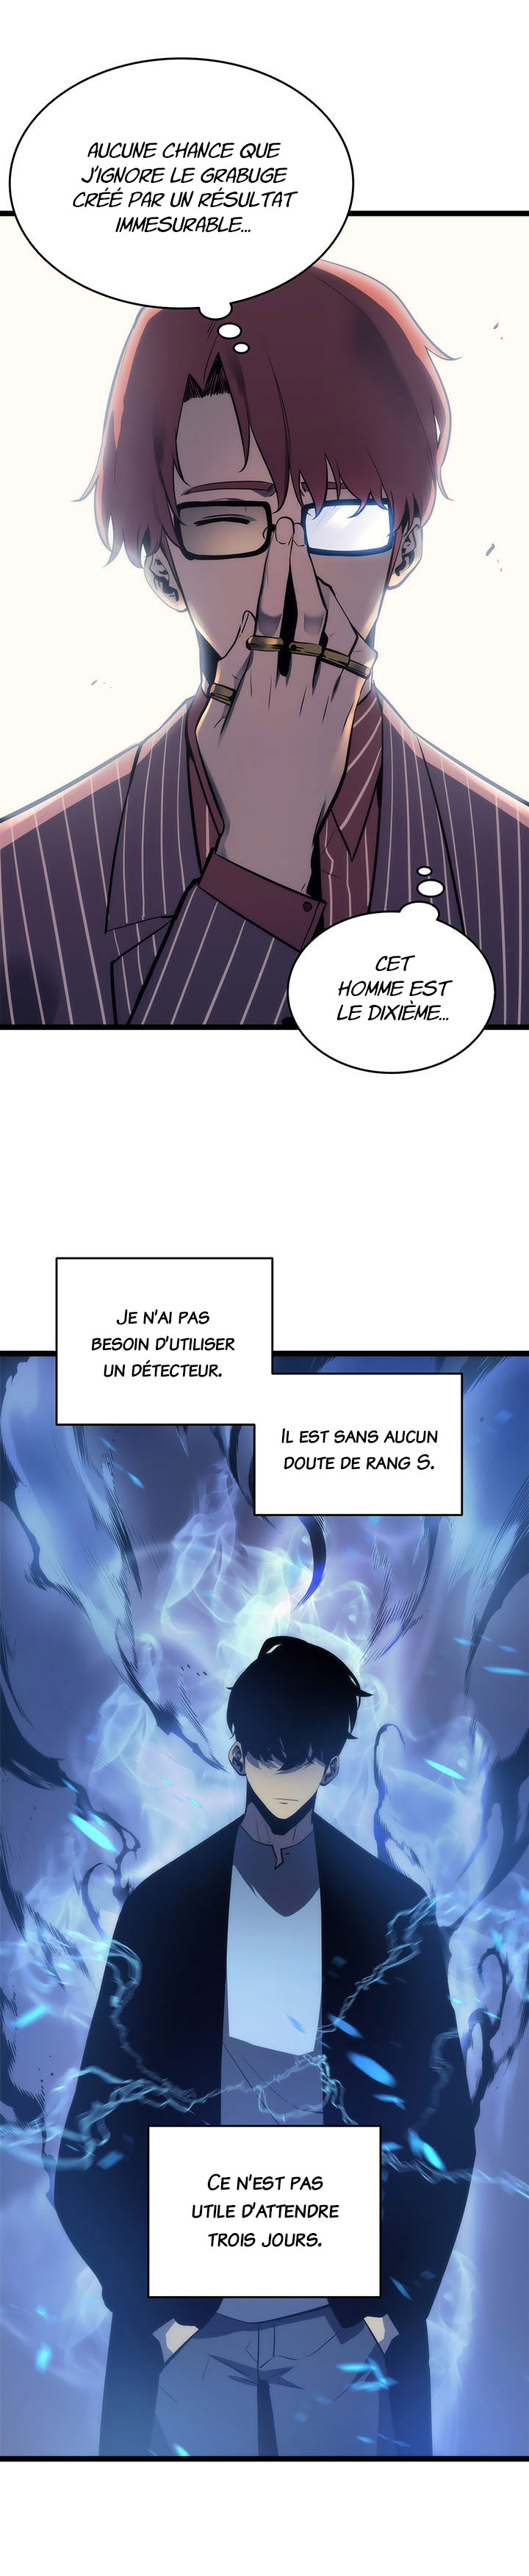 AUCUNE CHANCE QUE
J'IGNORE LE GRABUGE
CRÉÉ PAR UN RÉSULTAT
IMMESURABLE...
CET
HOMME EST
LE DIXIÈME...
JE N'AI PAS
BESOIN D'UTILISER
UN DÉTECTEUR.
IL EST SANS AUCUN
DOUTE DE RANG S.
CE N'EST PAS
UTILE D'ATTENDRE
TROIS JOURS.